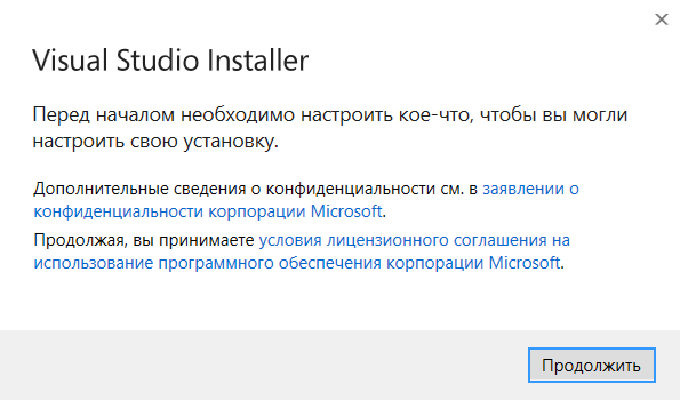 Visual Studio Installer
Перед началом необходимо настроить кое-что, чтобы вы могли
настроить свою установку.
Дополнительные сведения о конфиденциальности см. в заявлении о
конфиденциальности корпорации Microsoft.
Продолжая, вы принимаете условия лицензионного соглашения на
использование программного обеспечения корпорации Microsoft.
Продолжить